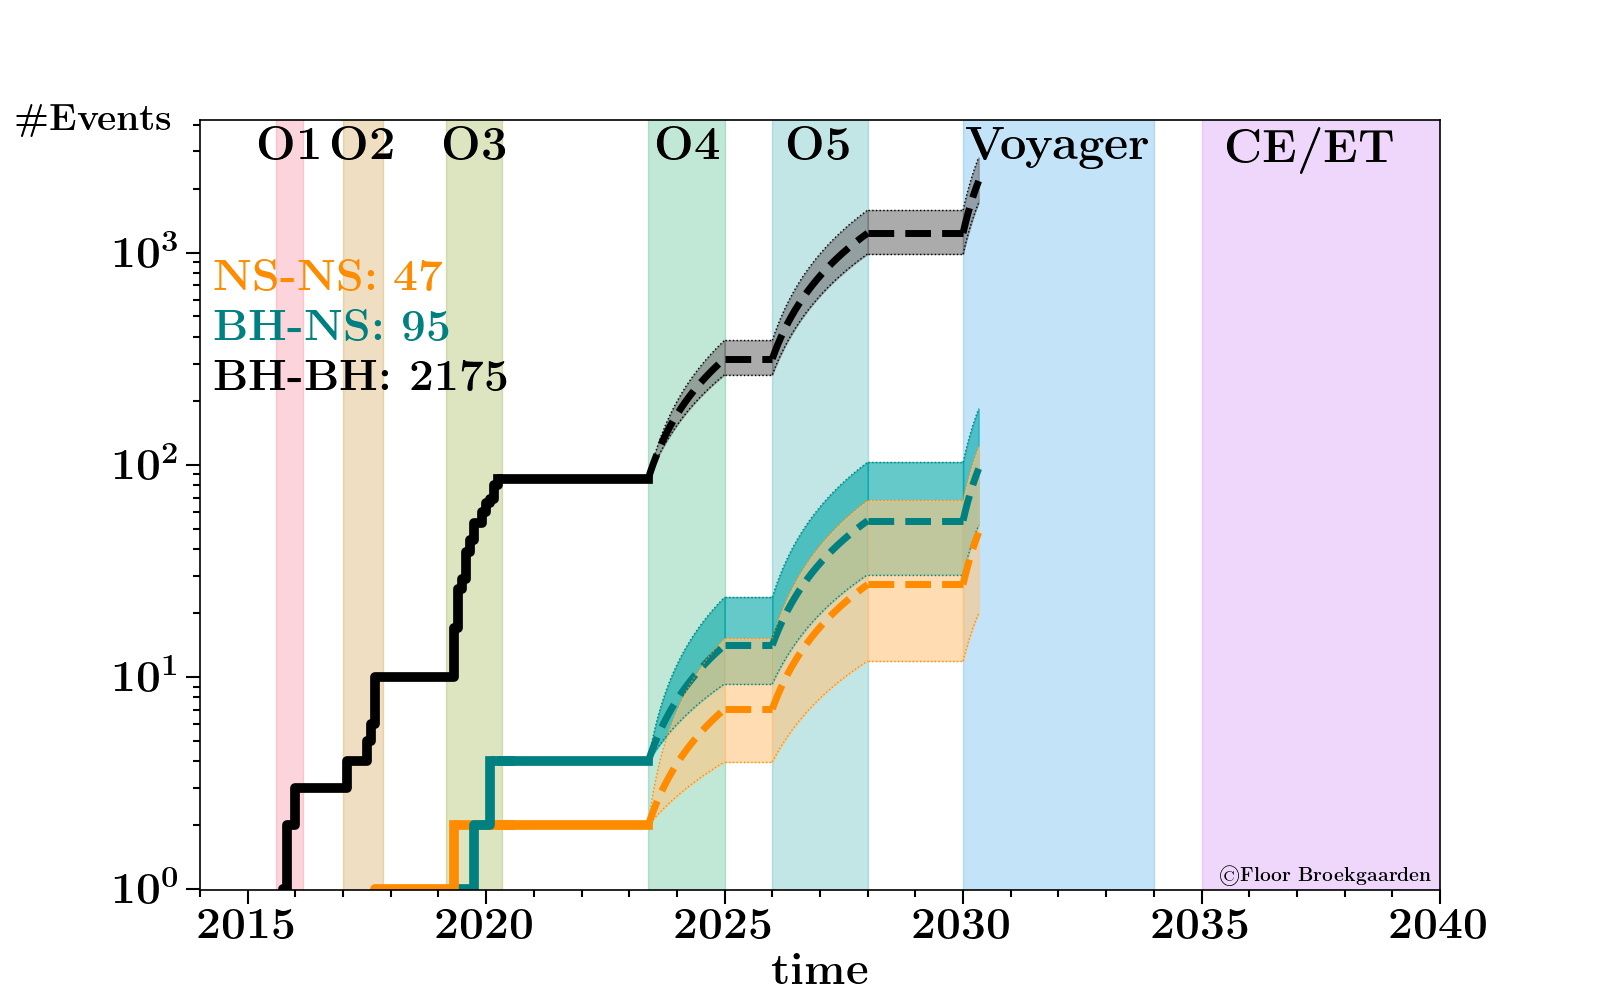 #Events
O1 O2 O3 O4 O5 Voyager CE/ET
10³
NS-NS: 47
BH-NS: 95
BH-BH: 2175
10²
10¹
10⁰
©Floor Broekgaarden
2015 2020 2025 2030 2035 2040
time